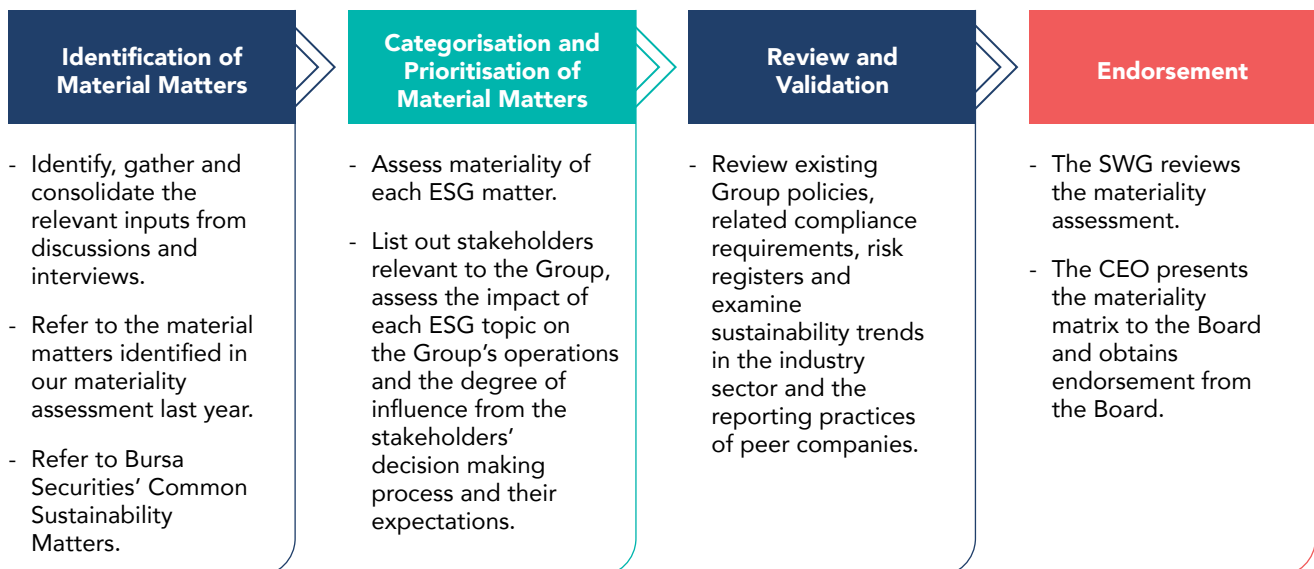 Identification of
Material Matters
- Identify, gather and
consolidate the
relevant inputs from
discussions and
interviews.
- Refer to the material
matters identified in
our materiality
assessment last year.
- Refer to Bursa
Securities’ Common
Sustainability
Matters.
Categorisation and
Prioritisation of
Material Matters
- Assess materiality of
each ESG matter.
- List out stakeholders
relevant to the Group,
assess the impact of
each ESG topic on
the Group’s operations
and the degree of
influence from the
stakeholders’
decision making
process and their
expectations.
Review and
Validation
- Review existing
Group policies,
related compliance
requirements, risk
registers and
examine
sustainability trends
in the industry
sector and the
reporting practices
of peer companies.
Endorsement
- The SWG reviews
the materiality
assessment.
- The CEO presents
the materiality
matrix to the Board
and obtains
endorsement from
the Board.